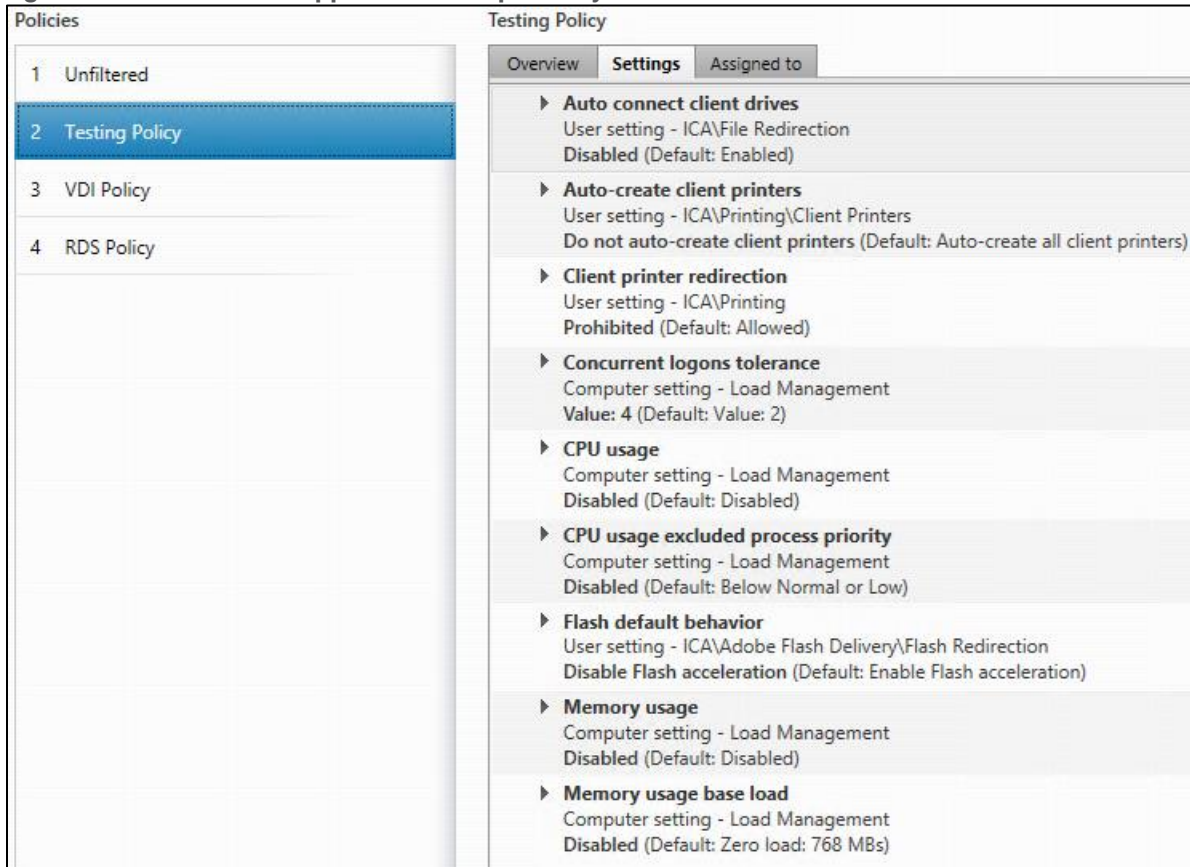 Policies
1 Unfiltered
2 Testing Policy
3 VDI Policy
4 RDS Policy
Testing Policy
Overview Settings Assigned to
Auto connect client drives
User setting - ICA\File Redirection
Disabled (Default: Enabled)
Auto-create client printers
User setting - ICA\Printing\Client Printers
Do not auto-create client printers (Default: Auto-create all client printers)
Client printer redirection
User setting - ICA\Printing
Prohibited (Default: Allowed)
Concurrent logons tolerance
Computer setting - Load Management
Value: 4 (Default: Value: 2)
CPU usage
Computer setting - Load Management
Disabled (Default: Disabled)
CPU usage excluded process priority
Computer setting - Load Management
Disabled (Default: Below Normal or Low)
Flash default behavior
User setting - ICA\Adobe Flash Delivery\Flash Redirection
Disable Flash acceleration (Default: Enable Flash acceleration)
Memory usage
Computer setting - Load Management
Disabled (Default: Disabled)
Memory usage base load
Computer setting - Load Management
Disabled (Default: Zero load: 768 MBs)